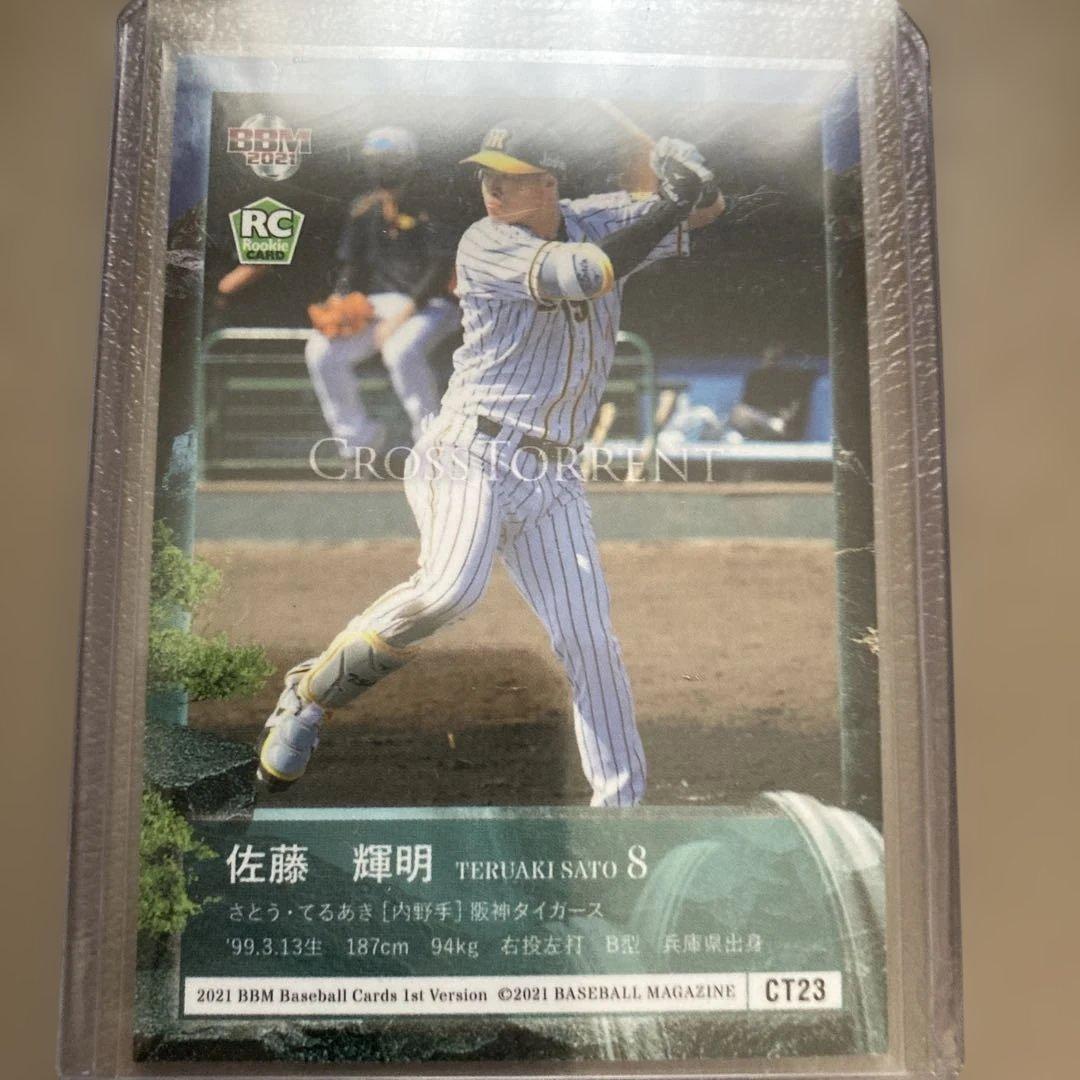 BBM
2021
RC
Rookie
CARD
CROSS TORRENT
佐藤 輝明 TERUAKI SATO 8
さとう・てるあき [内野手] 阪神タイガース
'99.3.13生 187cm 94kg 右投左打 B型 兵庫県出身
2021 BBM Baseball Cards 1st Version ©2021 BASEBALL MAGAZINE CT23